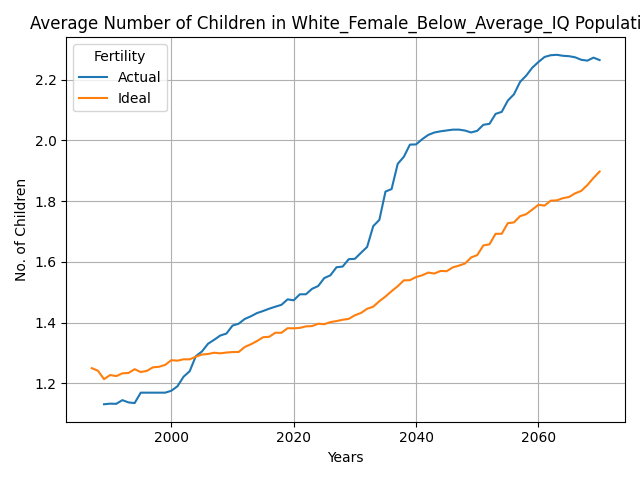 Average Number of Children in White_Female_Below_Average_IQ Populati
Fertility
Actual
Ideal
2.2
2.0
1.8
1.6
1.4
1.2
No. of Children
2000
2020
2040
2060
Years